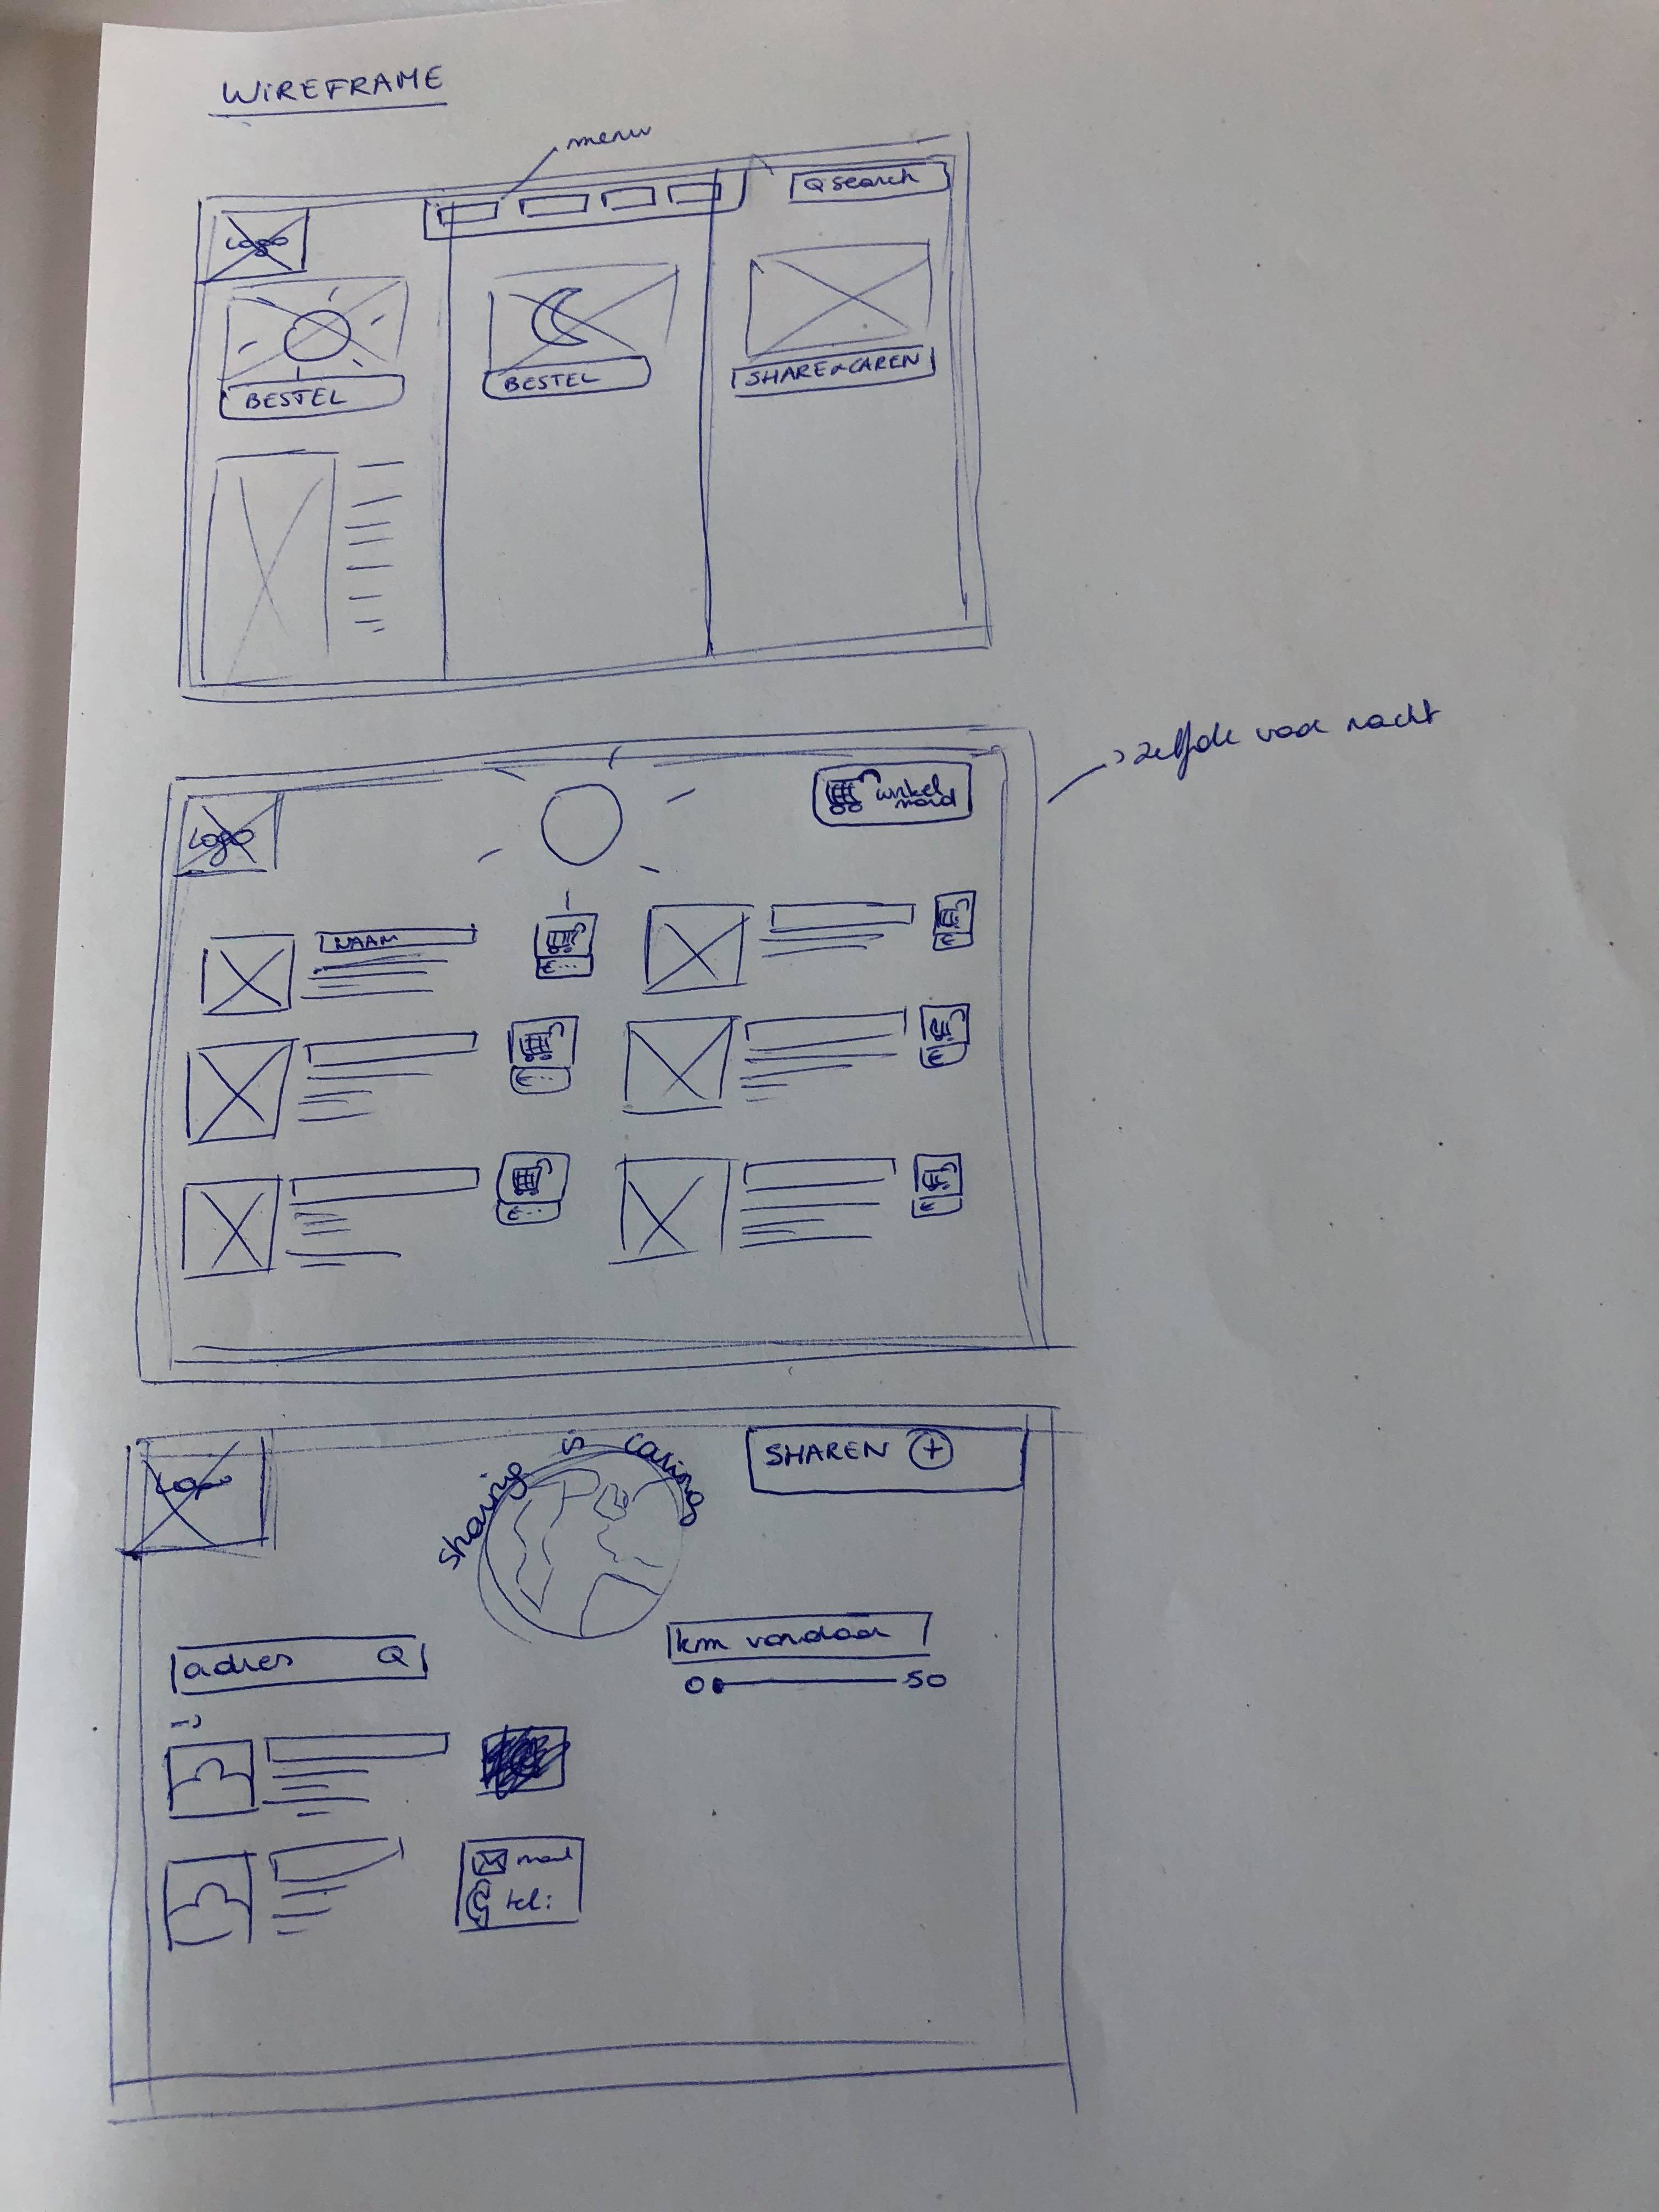 WIREFRAME
menu
Logo
Search
BESTEL
BESTEL
SHARE & CAREN
zelfde voor nacht
Logo
winkel
mand
NAAM
€...
€
€...
€
€...
€
Logo
sharing is caring
SHAREN +
adres
km vandaan
0 50
mail
tel: